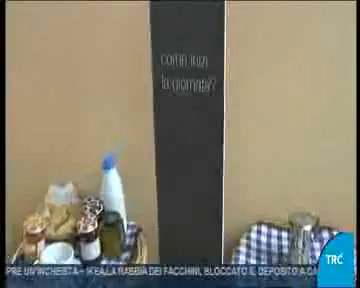 come inizi
la giornata?
PRE UN'INCHIESTA - IKEA, LA RABBIA DEI FACCHINI, BLOCCATO IL DEPOSITO A
TRC